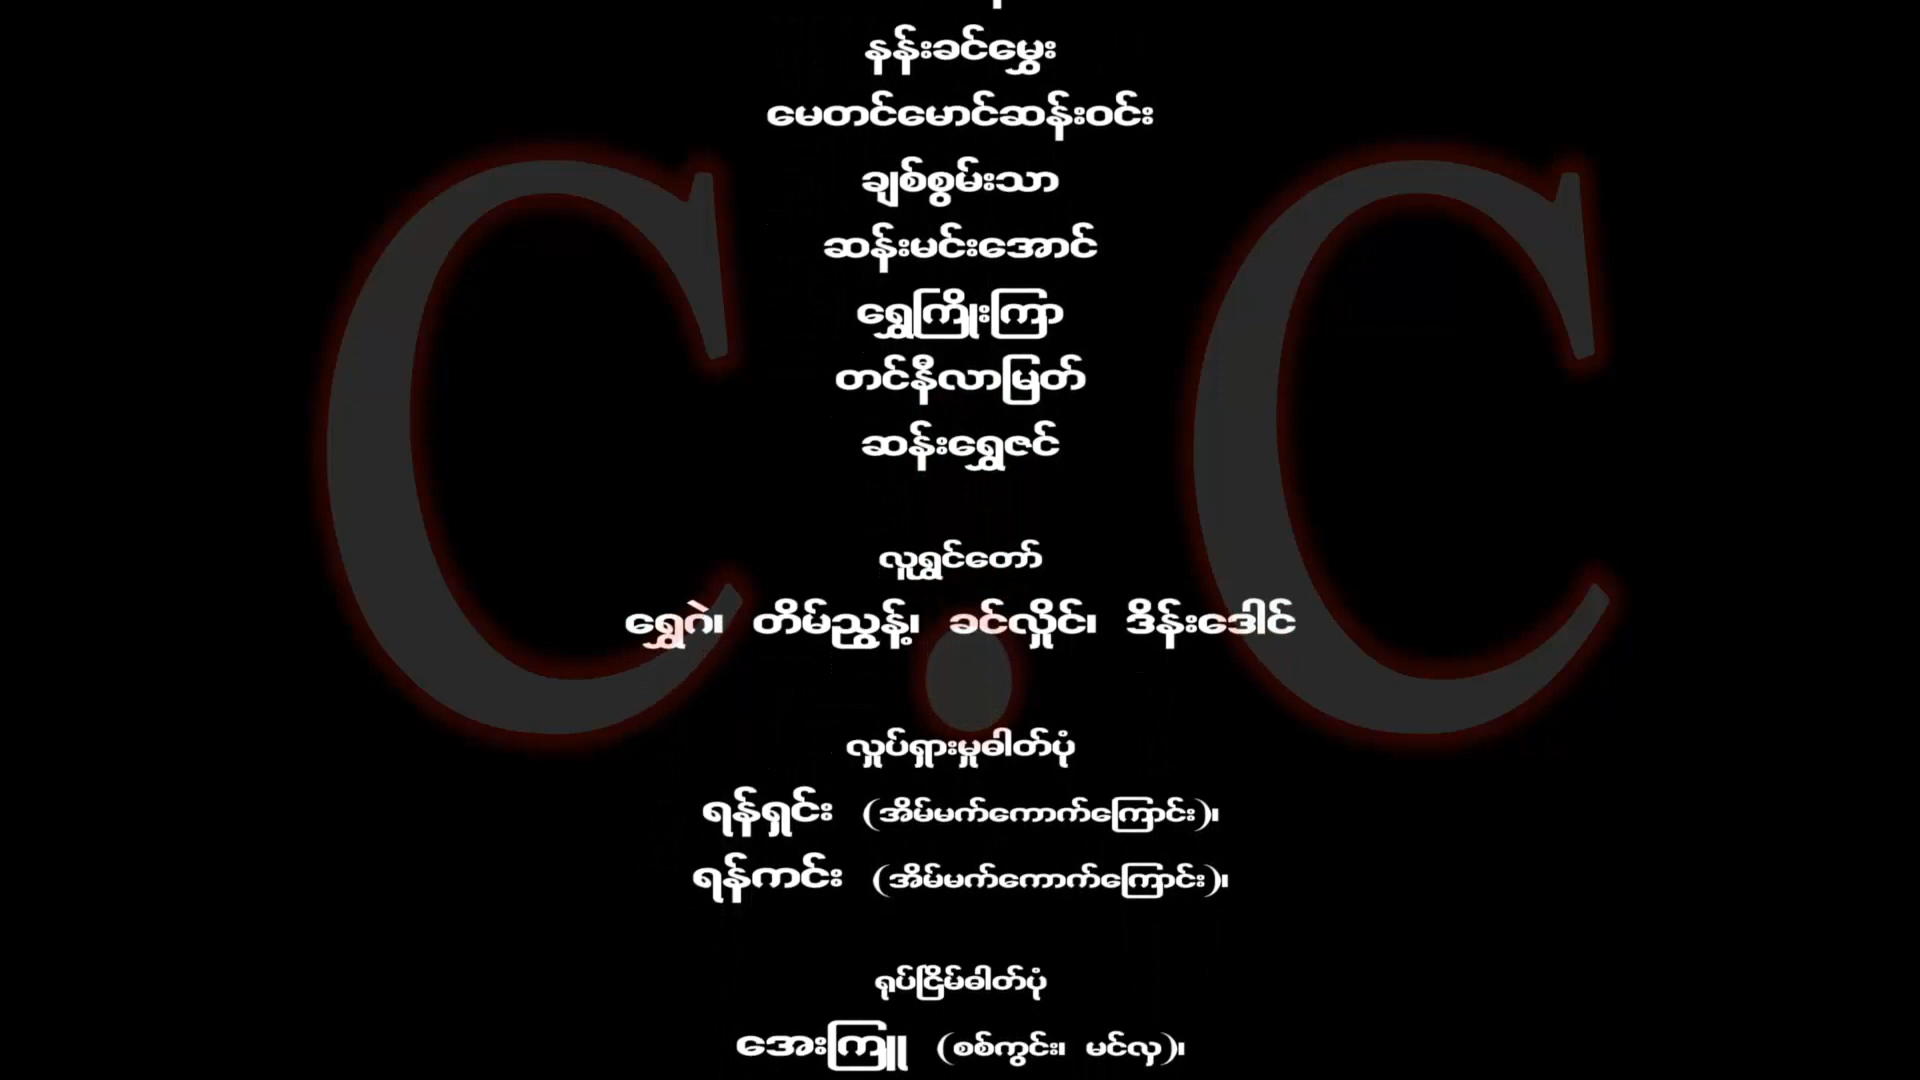 နန်းခင်မွှေး
မေတင်မောင်ဆန်းဝင်း
ချစ်စွမ်းသာ
ဆန်းမင်းအောင်
ရွှေကြိုးကြာ
တင်နီလာမြတ်
ဆန်းရွှေဇင်
လူရွှင်တော်
ရွှေဂဲ၊ တိမ်ညွန့်၊ ခင်လှိုင်၊ ဒိန်းဒေါင်
လှုပ်ရှားမှုဓါတ်ပုံ
ရန်ရှင်း (အိမ်မက်ကောက်ကြောင်း)၊
ရန်ကင်း (အိမ်မက်ကောက်ကြောင်း)၊
ရုပ်ငြိမ်ဓါတ်ပုံ
အေးကြူ (စစ်ကွင်း၊ မင်လှ)၊
C.C